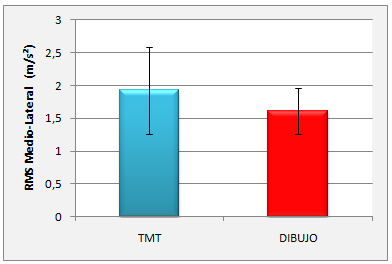 RMS Medio-Lateral (m/s²)
3
2,5
2
1,5
1
0,5
0
TMT
DIBUJO